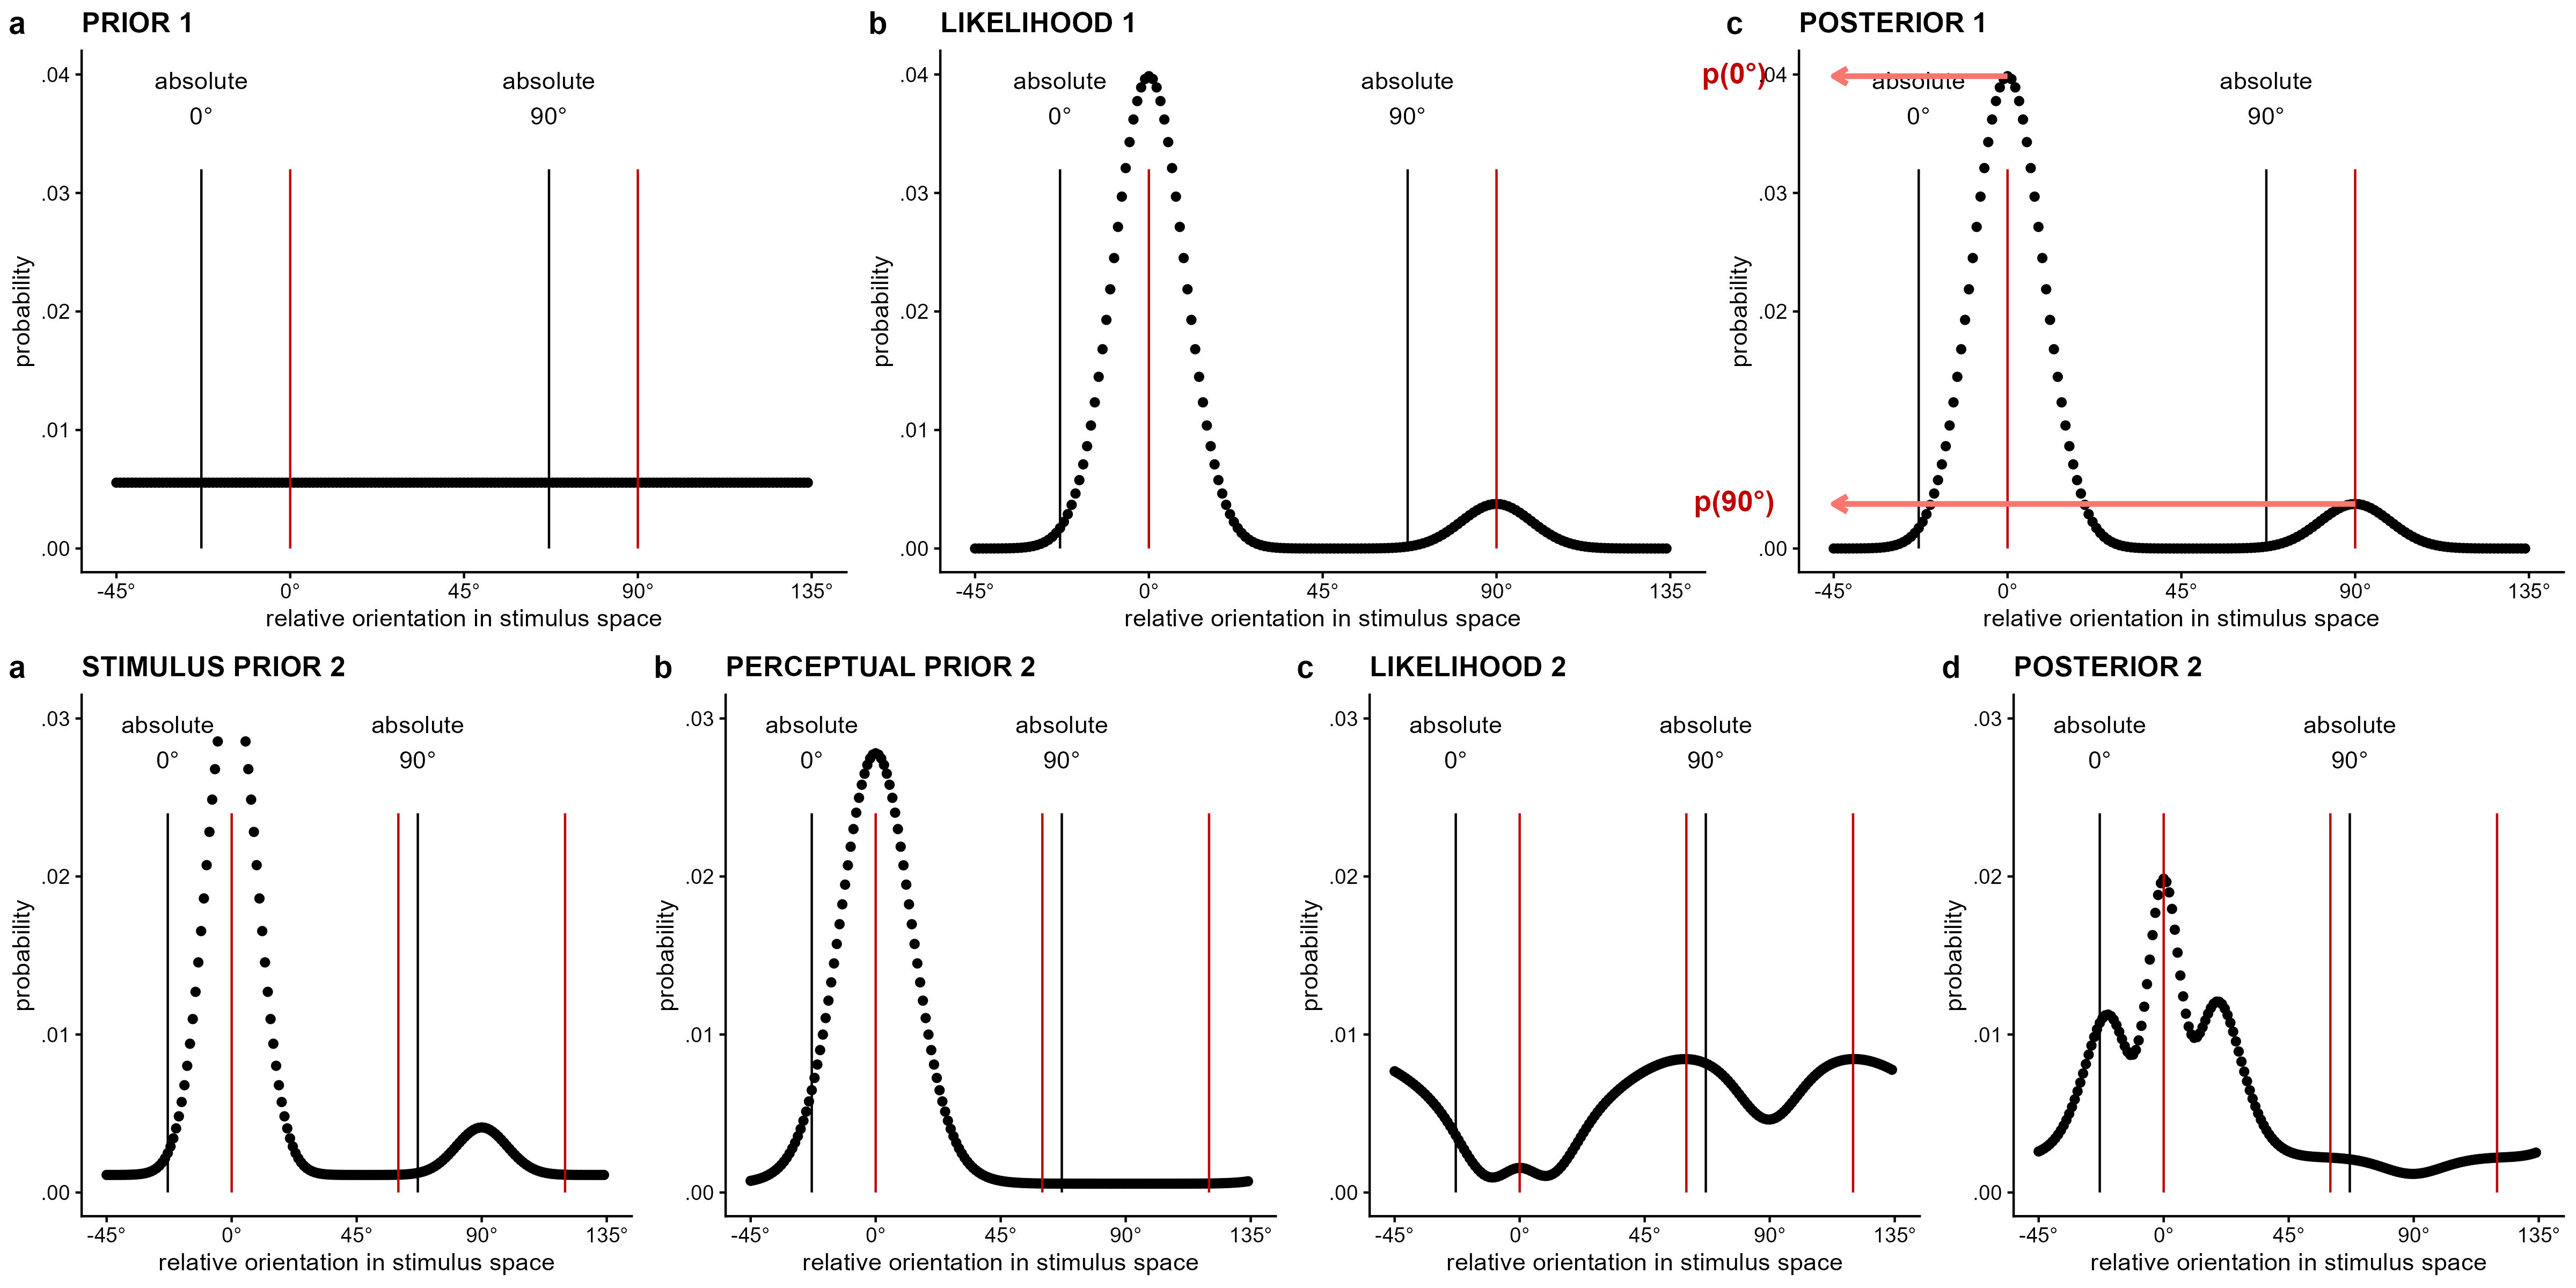 a PRIOR 1
absolute
0°
absolute
90°
.04
.03
.02
.01
.00
probability
-45° 0° 45° 90° 135°
relative orientation in stimulus space
b LIKELIHOOD 1
absolute
0°
absolute
90°
.04
.03
.02
.01
.00
probability
-45° 0° 45° 90° 135°
relative orientation in stimulus space
c POSTERIOR 1
p(0°)
absolute
0°
absolute
90°
.04
.03
.02
p(90°)
.00
probability
-45° 0° 45° 90° 135°
relative orientation in stimulus space
a STIMULUS PRIOR 2
absolute
0°
absolute
90°
.03
.02
.01
.00
probability
-45° 0° 45° 90° 135°
relative orientation in stimulus space
b PERCEPTUAL PRIOR 2
absolute
0°
absolute
90°
.03
.02
.01
.00
probability
-45° 0° 45° 90° 135°
relative orientation in stimulus space
c LIKELIHOOD 2
absolute
0°
absolute
90°
.03
.02
.01
.00
probability
-45° 0° 45° 90° 135°
relative orientation in stimulus space
d POSTERIOR 2
absolute
0°
absolute
90°
.03
.02
.01
.00
probability
-45° 0° 45° 90° 135°
relative orientation in stimulus space